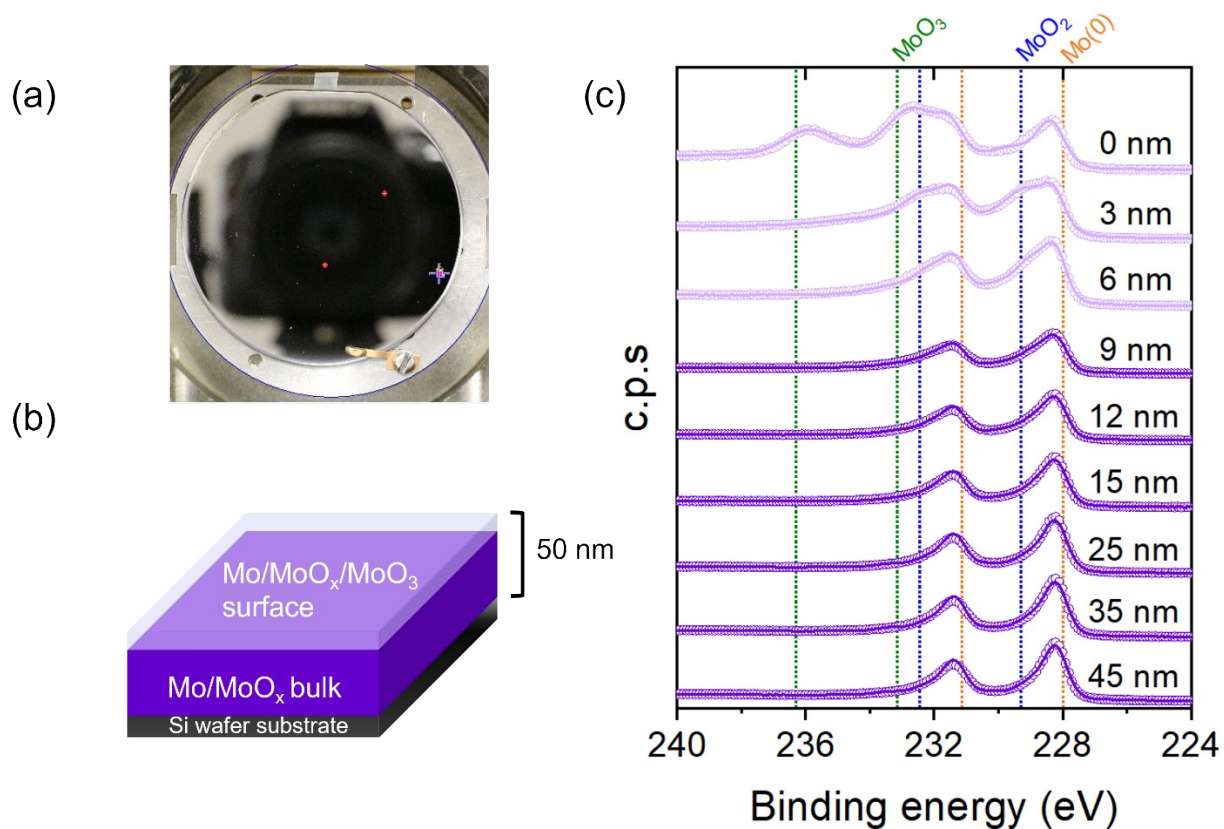 (a)
(b)
Mo/MoOₓ/MoO₃
surface
Mo/MoOₓ bulk
Si wafer substrate
50 nm
(c)
MoO₃
MoO₂
Mo(0)
0 nm
3 nm
6 nm
9 nm
12 nm
15 nm
25 nm
35 nm
45 nm
c.p.s
240 236 232 228 224
Binding energy (eV)